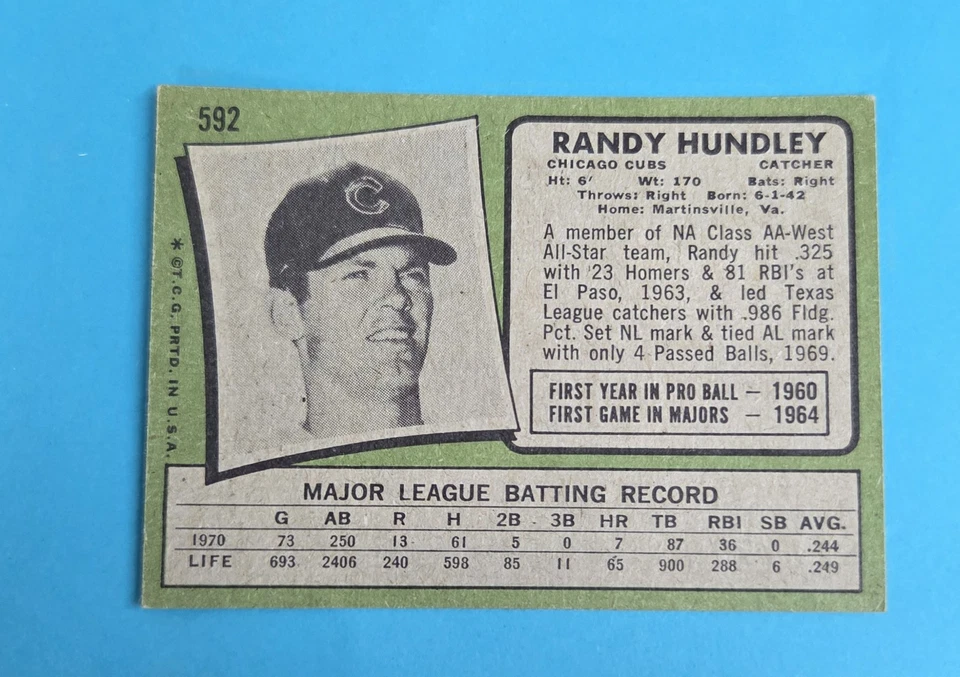 592
C
* ©T.C.G. PRTD. IN U.S.A.
RANDY HUNDLEY
CHICAGO CUBS CATCHER
Ht: 6' Wt: 170 Bats: Right
Throws: Right Born: 6-1-42
Home: Martinsville, Va.
A member of NA Class AA-West
All-Star team, Randy hit .325
with 23 Homers & 81 RBI's at
El Paso, 1963, & led Texas
League catchers with .986 Fldg.
Pct. Set NL mark & tied AL mark
with only 4 Passed Balls, 1969.
FIRST YEAR IN PRO BALL — 1960
FIRST GAME IN MAJORS — 1964
MAJOR LEAGUE BATTING RECORD
G AB R H 2B 3B HR TB RBI SB AVG.
1970 73 250 13 61 5 0 7 87 36 0 .244
LIFE 693 2406 240 598 85 11 65 900 288 6 .249